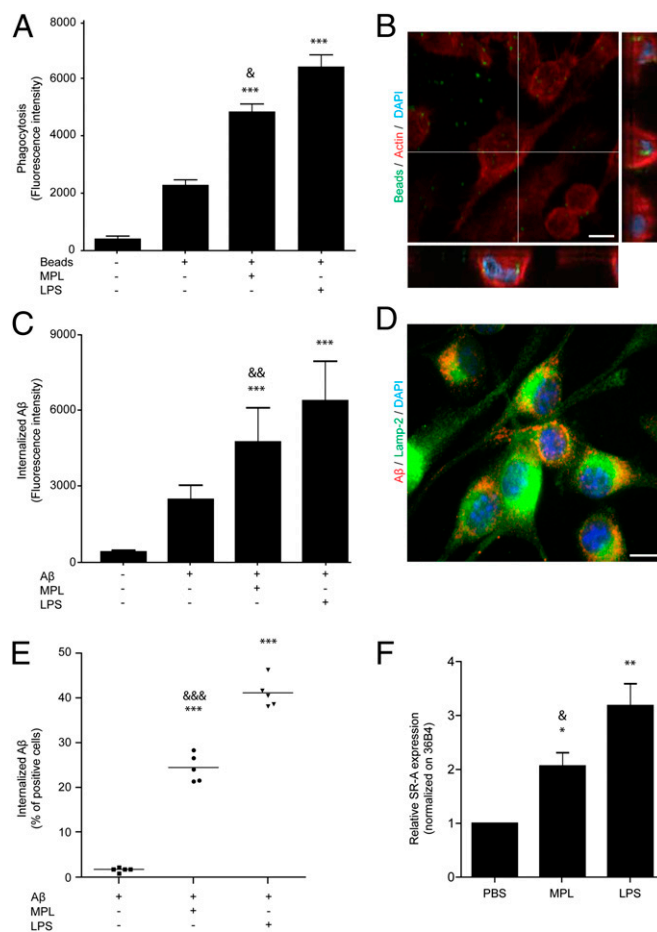 A
Phagocytosis
(Fluorescence intensity)
8000
6000
4000
2000
0
***
&
***
Beads - + + +
MPL - - + -
LPS - - - +
B
Beads / Actin / DAPI
C
Internalized Aβ
(Fluorescence intensity)
9000
6000
3000
0
***
&&
***
Aβ - + + +
MPL - - + -
LPS - - - +
D
Aβ / Lamp-2 / DAPI
E
Internalized Aβ
(% of positive cells)
50
40
30
20
10
0
***
&&&
***
Aβ + + +
MPL - + -
LPS - - +
F
Relative SR-A expression
(normalized on 36B4)
4
3
2
1
0
**
&
*
PBS MPL LPS